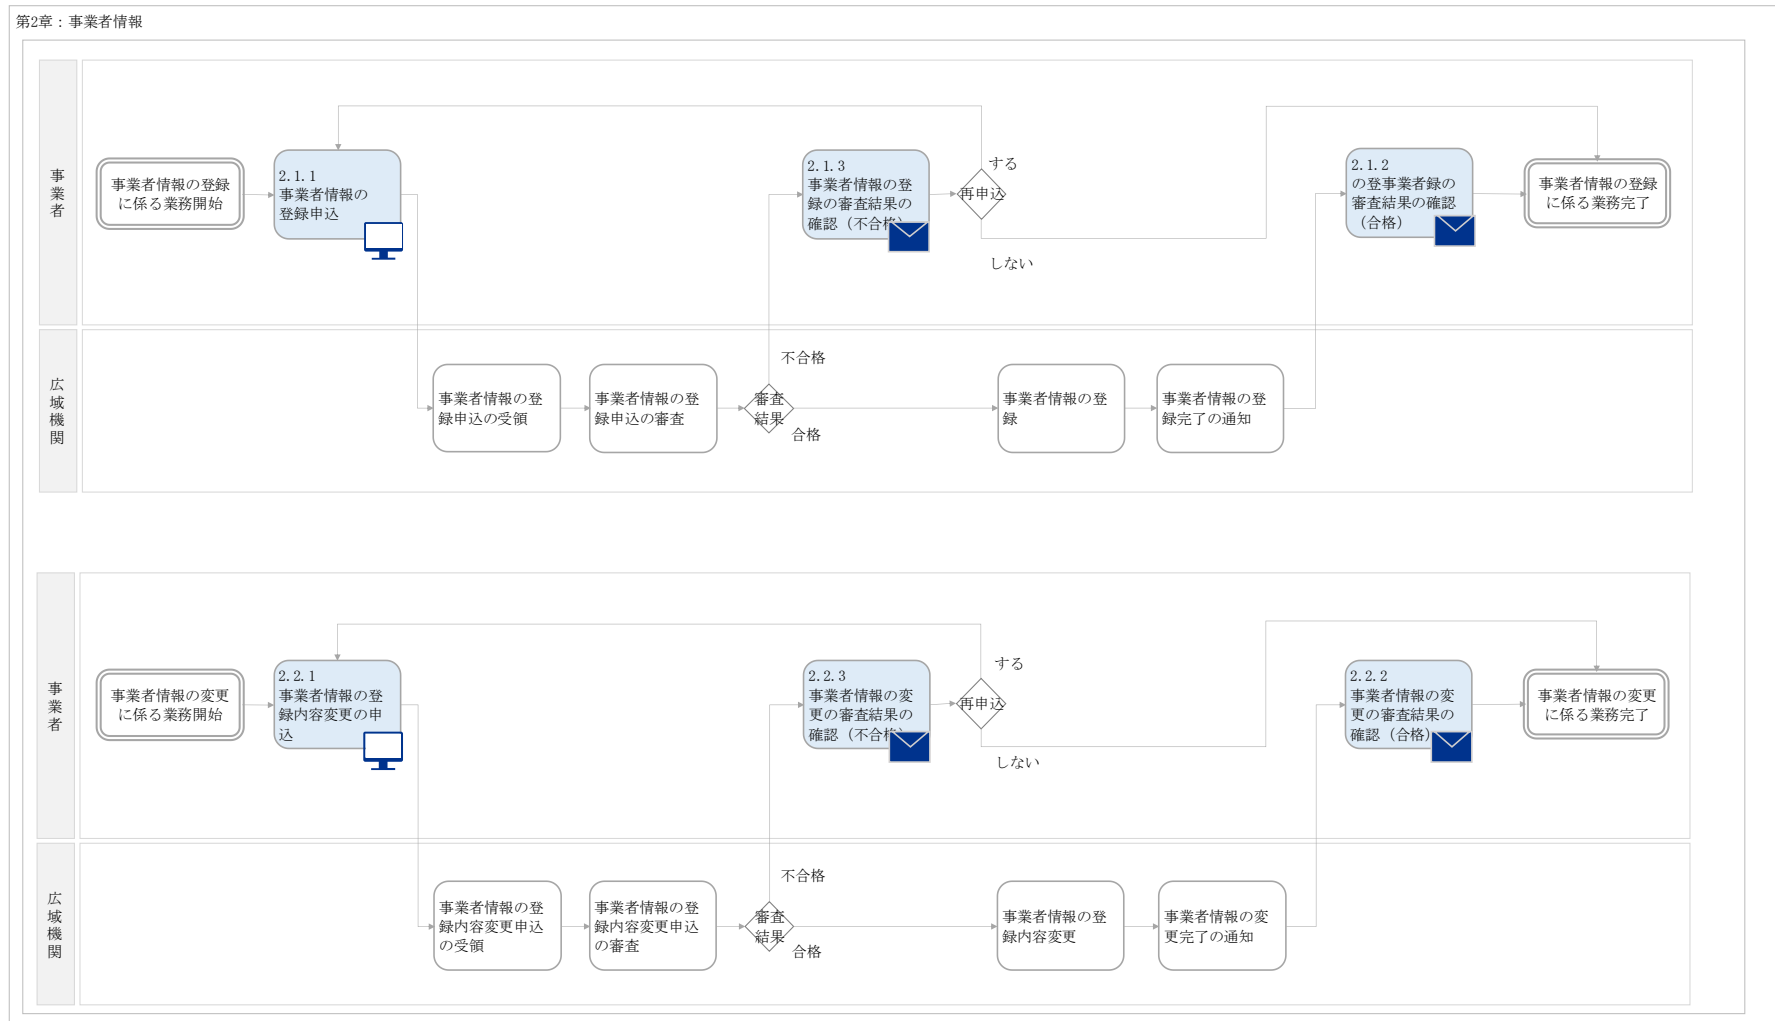 第2章：事業者情報
事業者
事業者情報の登録
に係る業務開始
2.1.1
事業者情報の
登録申込
2.1.3
事業者情報の登
録の審査結果の
確認（不合格）
する
再申込
しない
2.1.2
の登事業者録の
審査結果の確認
（合格）
事業者情報の登録
に係る業務完了
広域機関
事業者情報の登
録申込の受領
事業者情報の登
録申込の審査
不合格
審査
結果
合格
事業者情報の登
録
事業者情報の登
録完了の通知
事業者
事業者情報の変更
に係る業務開始
2.2.1
事業者情報の登
録内容変更の申
込
2.2.3
事業者情報の変
更の審査結果の
確認（不合格）
する
再申込
しない
2.2.2
事業者情報の変
更の審査結果の
確認（合格）
事業者情報の変更
に係る業務完了
広域機関
事業者情報の登
録内容変更申込
の受領
事業者情報の登
録内容変更申込
の審査
不合格
審査
結果
合格
事業者情報の登
録内容変更
事業者情報の変
更完了の通知